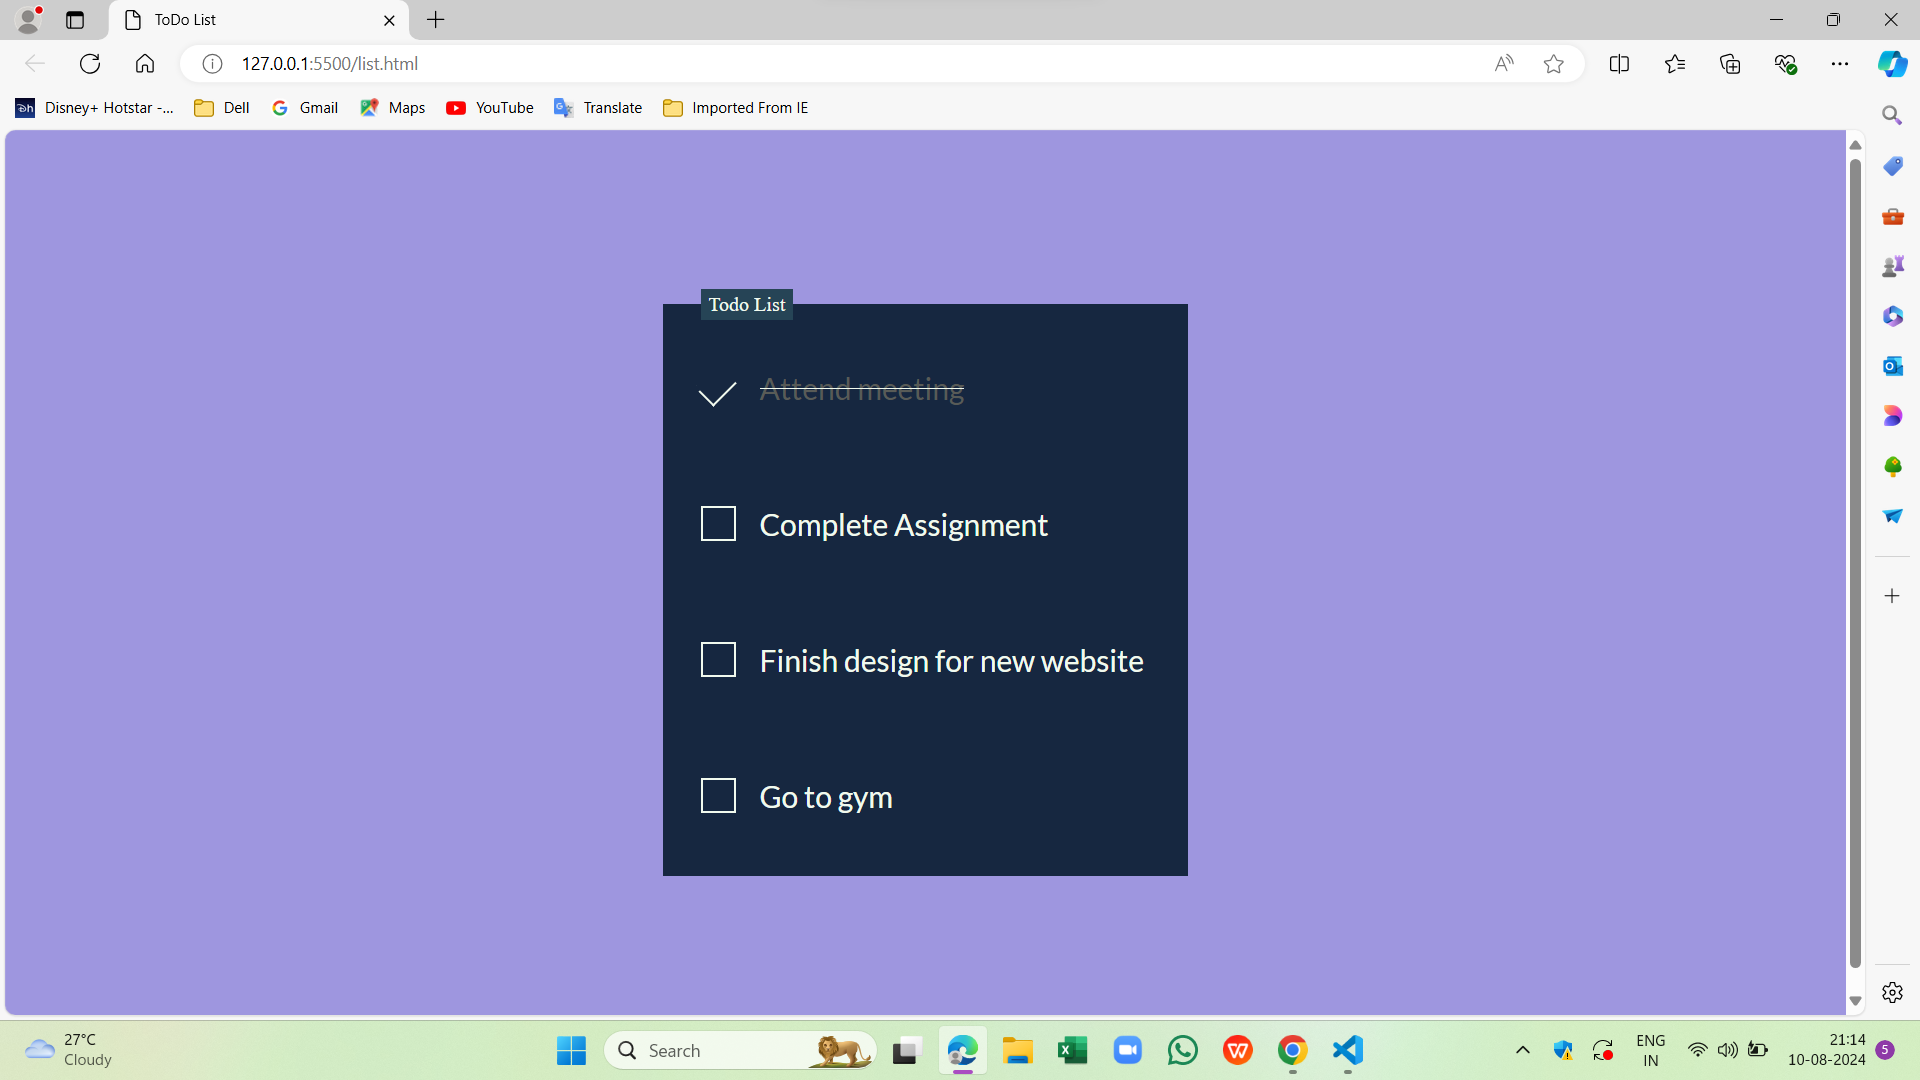 ToDo List
127.0.0.1:5500/list.html
Disney+ Hotstar -...
Dell
Gmail
Maps
YouTube
Translate
Imported From IE
Todo List
Attend meeting
Complete Assignment
Finish design for new website
Go to gym
27°C
Cloudy
Search
ENG
IN
21:14
10-08-2024
5